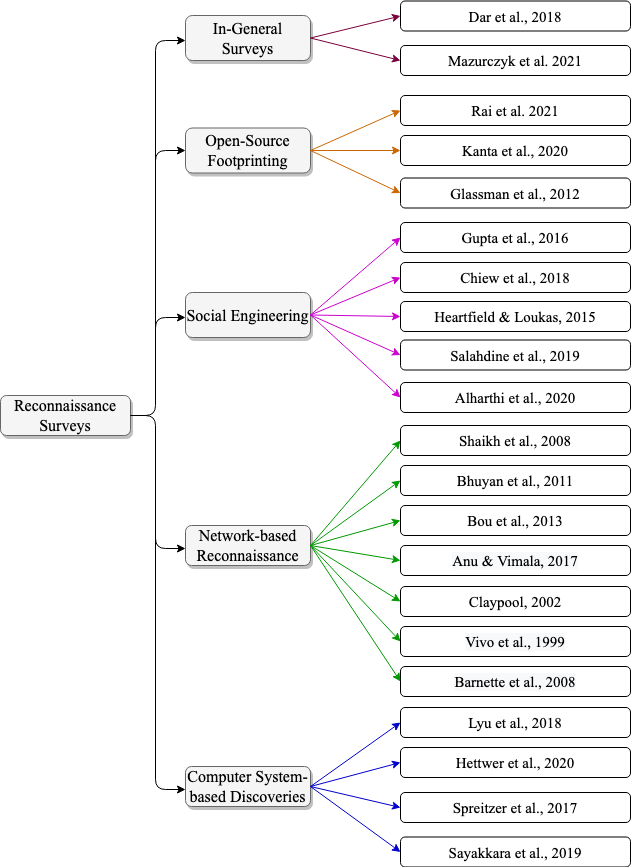 Reconnaissance
Surveys
In-General
Surveys
Dar et al., 2018
Mazurczyk et al. 2021
Open-Source
Footprinting
Rai et al. 2021
Kanta et al., 2020
Glassman et al., 2012
Social Engineering
Gupta et al., 2016
Chiew et al., 2018
Heartfield & Loukas, 2015
Salahdine et al., 2019
Alharthi et al., 2020
Network-based
Reconnaissance
Shaikh et al., 2008
Bhuyan et al., 2011
Bou et al., 2013
Anu & Vimala, 2017
Claypool, 2002
Vivo et al., 1999
Barnette et al., 2008
Computer System-
based Discoveries
Lyu et al., 2018
Hettwer et al., 2020
Spreitzer et al., 2017
Sayakkara et al., 2019